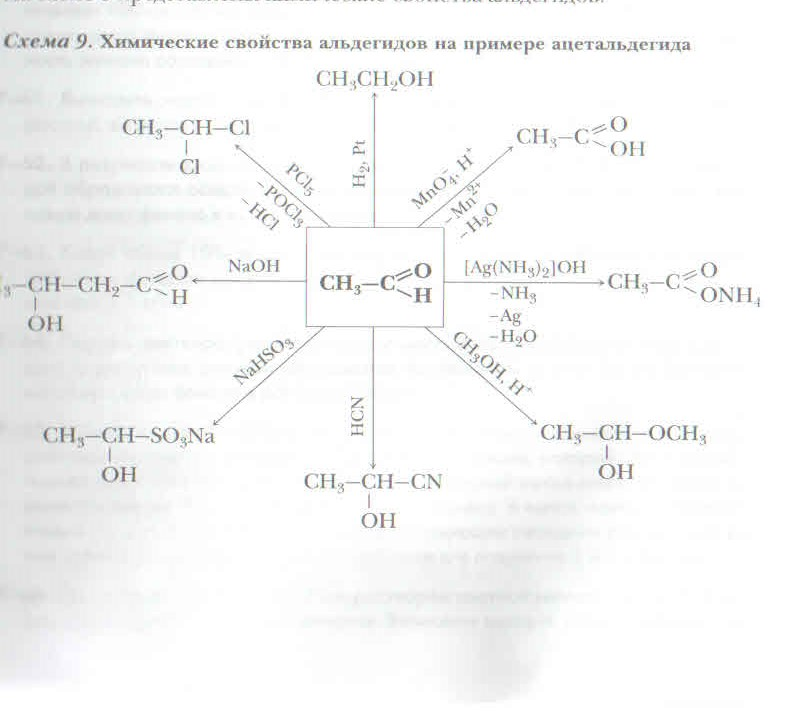 Схема 9. Химические свойства альдегидов на примере ацетальдегида
CH₃CH₂OH
CH₃–CH–Cl
Cl
PCl₅
–POCl₃
–HCl
H₂, Pt
MnO₄⁻, H⁺
–Mn²⁺
–H₂O
CH₃–C
O
OH
–CH–CH₂–C
O
H
OH
NaOH
CH₃–C
O
H
[Ag(NH₃)₂]OH
–NH₃
–Ag
–H₂O
CH₃–C
O
ONH₄
NaHSO₃
HCN
CH₃OH, H⁺
CH₃–CH–SO₃Na
OH
CH₃–CH–CN
OH
CH₃–CH–OCH₃
OH